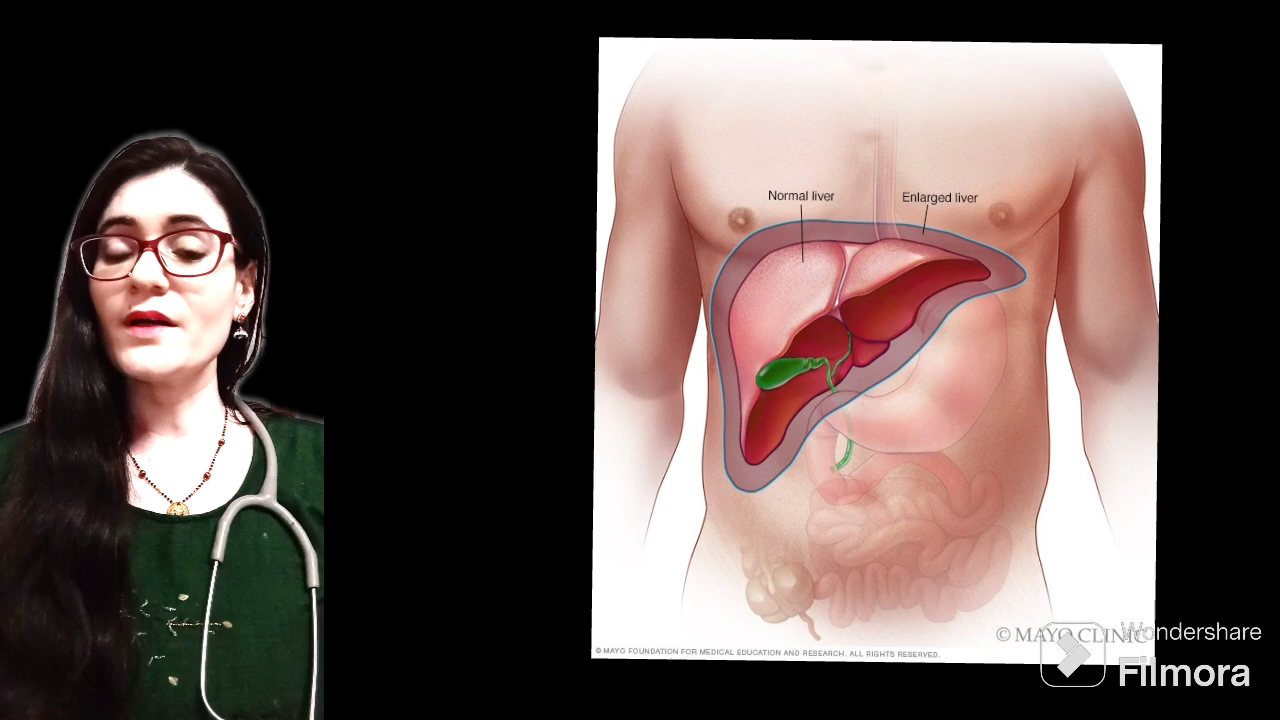 Normal liver
Enlarged liver
© MAYO CLINIC
Wondershare
© MAYO FOUNDATION FOR MEDICAL EDUCATION AND RESEARCH. ALL RIGHTS RESERVED.
Filmora